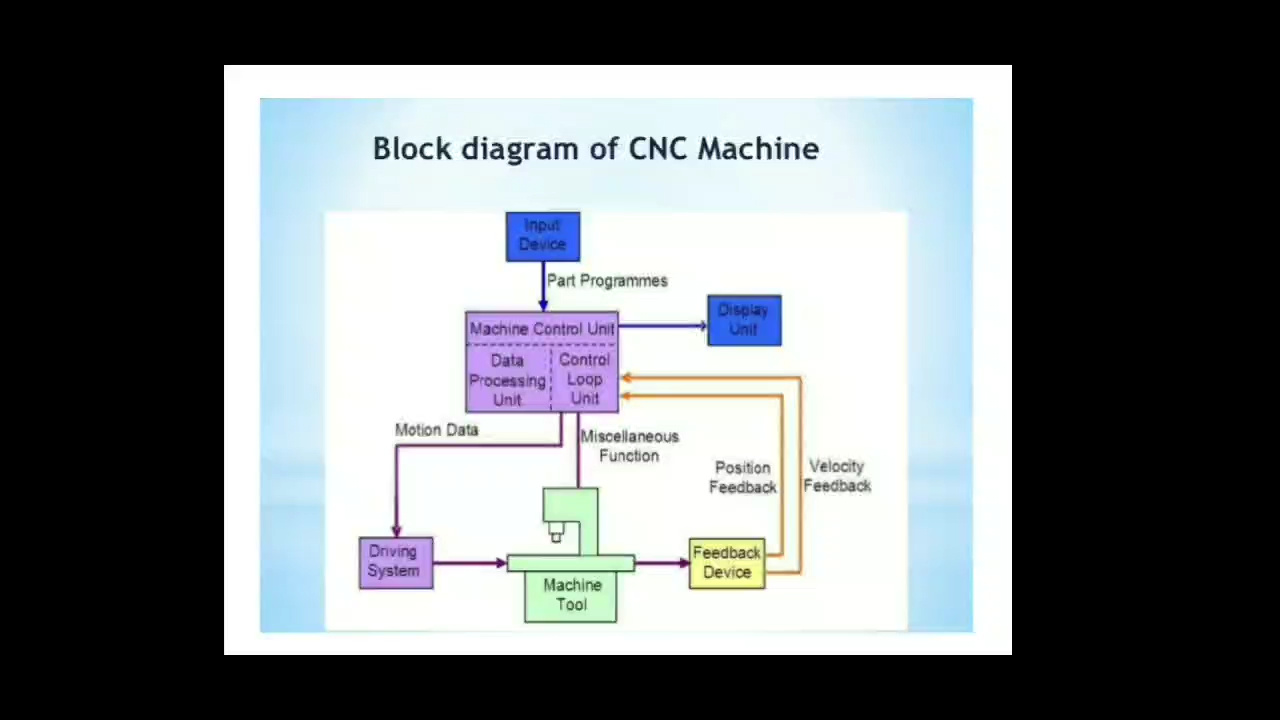 Block diagram of CNC Machine
Input
Device
Part Programmes
Display
Unit
Machine Control Unit
Data
Processing
Unit
Control
Loop
Unit
Motion Data
Miscellaneous
Function
Position
Feedback
Velocity
Feedback
Driving
System
Machine
Tool
Feedback
Device